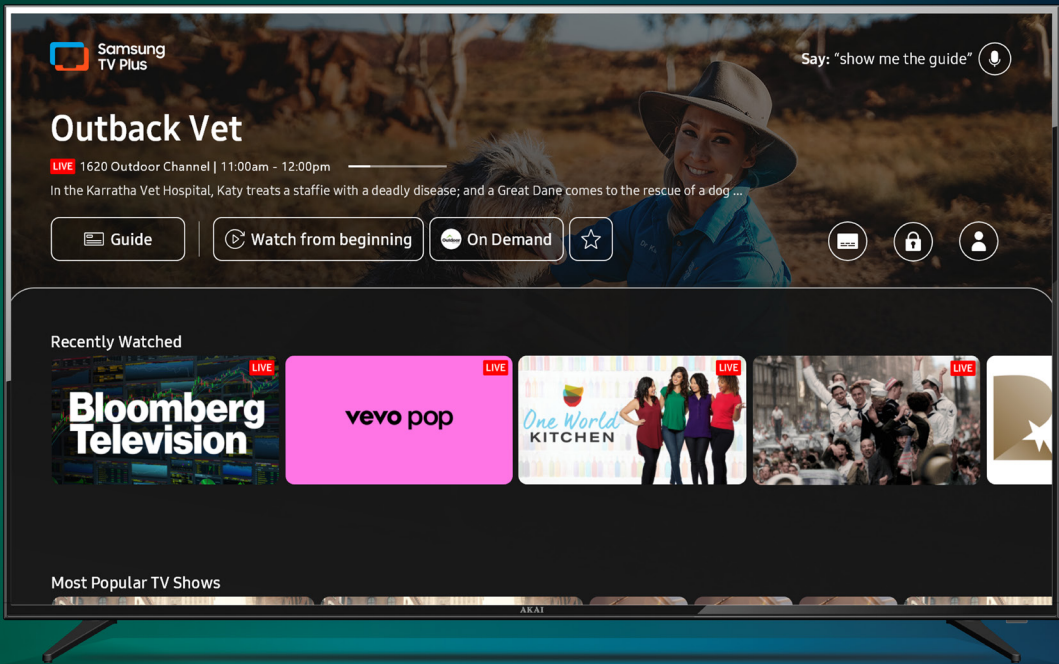 Samsung
TV Plus
Say: “show me the guide”
Outback Vet
LIVE 1620 Outdoor Channel | 11:00am - 12:00pm
In the Karratha Vet Hospital, Katy treats a staffie with a deadly disease; and a Great Dane comes to the rescue of a dog ...
Guide
Watch from beginning
Outdoor
On Demand
Recently Watched
LIVE
Bloomberg
Television
LIVE
vevo pop
LIVE
One World
KITCHEN
LIVE
Most Popular TV Shows
AKAI